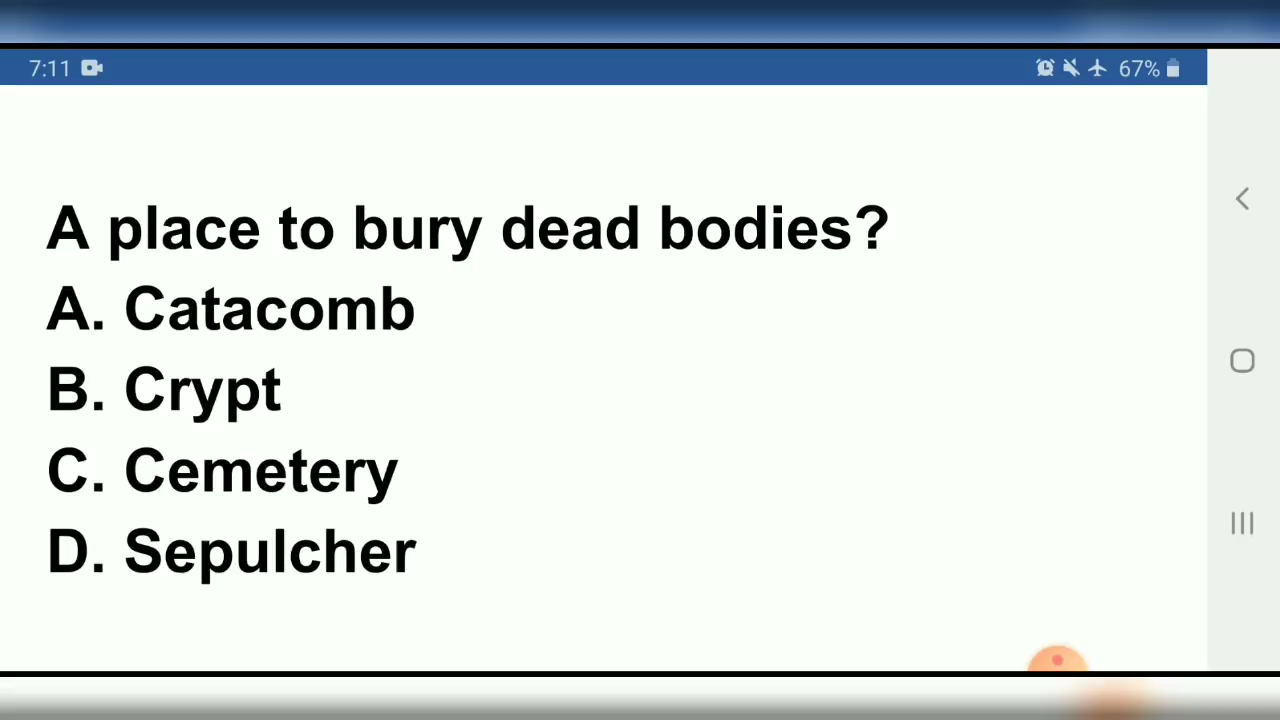 7:11 67%
A place to bury dead bodies?
A. Catacomb
B. Crypt
C. Cemetery
D. Sepulcher